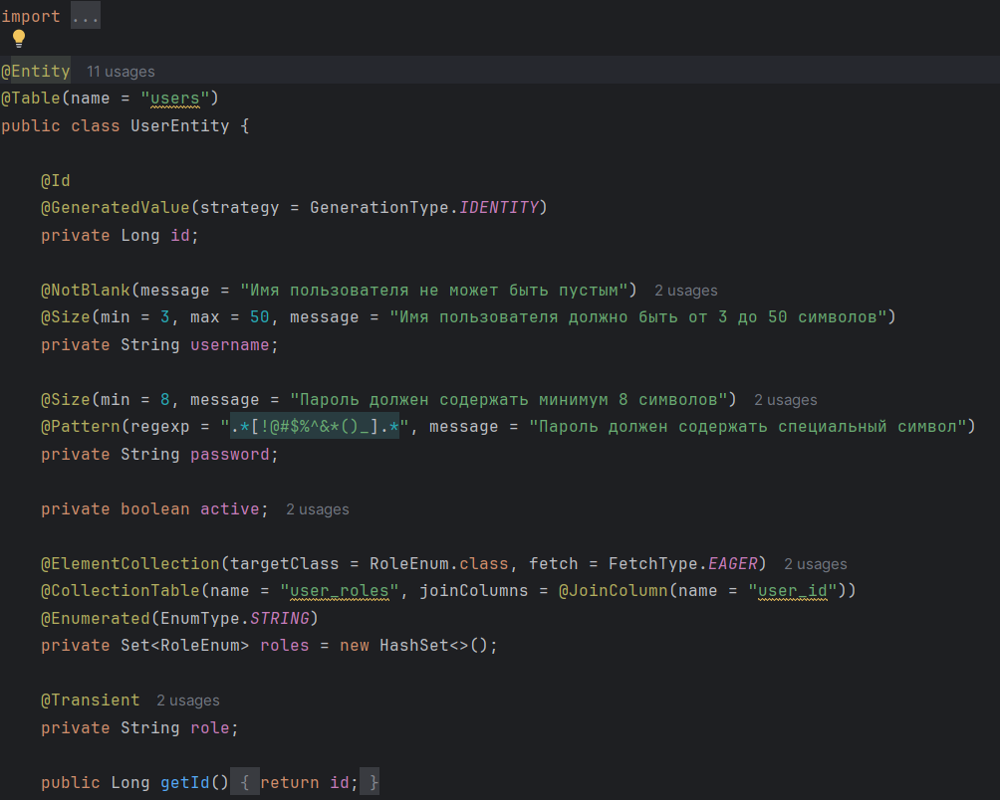 import ...
@Entity 11 usages
@Table(name = "users")
public class UserEntity {
@Id
@GeneratedValue(strategy = GenerationType.IDENTITY)
private Long id;
@NotBlank(message = "Имя пользователя не может быть пустым") 2 usages
@Size(min = 3, max = 50, message = "Имя пользователя должно быть от 3 до 50 символов")
private String username;
@Size(min = 8, message = "Пароль должен содержать минимум 8 символов") 2 usages
@Pattern(regexp = ".*[!@#$%^&*()_].*", message = "Пароль должен содержать специальный символ")
private String password;
private boolean active; 2 usages
@ElementCollection(targetClass = RoleEnum.class, fetch = FetchType.EAGER) 2 usages
@CollectionTable(name = "user_roles", joinColumns = @JoinColumn(name = "user_id"))
@Enumerated(EnumType.STRING)
private Set<RoleEnum> roles = new HashSet<>();
@Transient 2 usages
private String role;
public Long getId() { return id; }